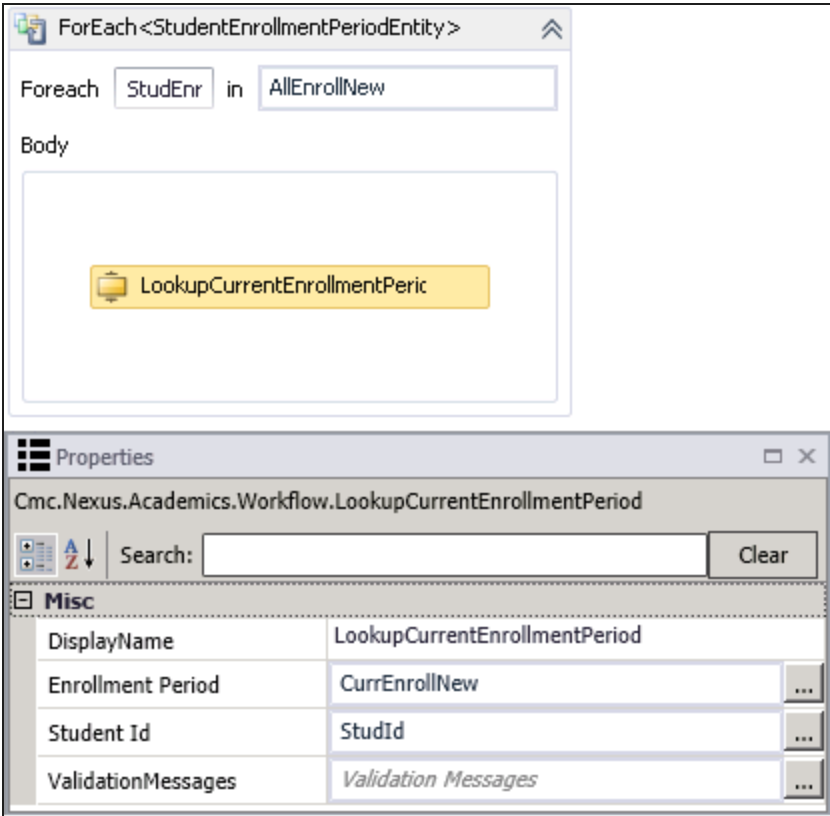 ForEach<StudentEnrollmentPeriodEntity>
Foreach StudEnr in AllEnrollNew
Body
LookupCurrentEnrollmentPeric
Properties
Cmc.Nexus.Academics.Workflow.LookupCurrentEnrollmentPeriod
A Z Search: Clear
Misc
DisplayName LookupCurrentEnrollmentPeriod
Enrollment Period CurrEnrollNew ...
Student Id StudId ...
ValidationMessages Validation Messages ...